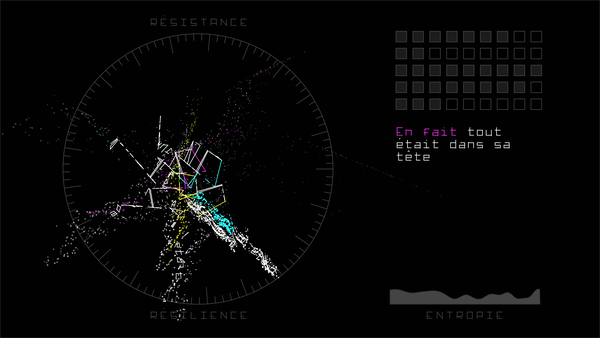 RESISTANCE
En fait tout
était dans sa
tête
RESILIENCE
ENTROPIE